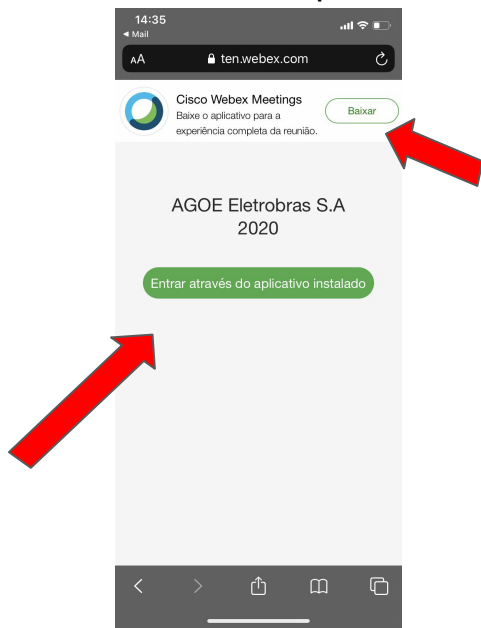 14:35
◀ Mail
AA
ten.webex.com
Cisco Webex Meetings
Baixe o aplicativo para a
experiência completa da reunião.
Baixar
AGOE Eletrobras S.A
2020
Entrar através do aplicativo instalado